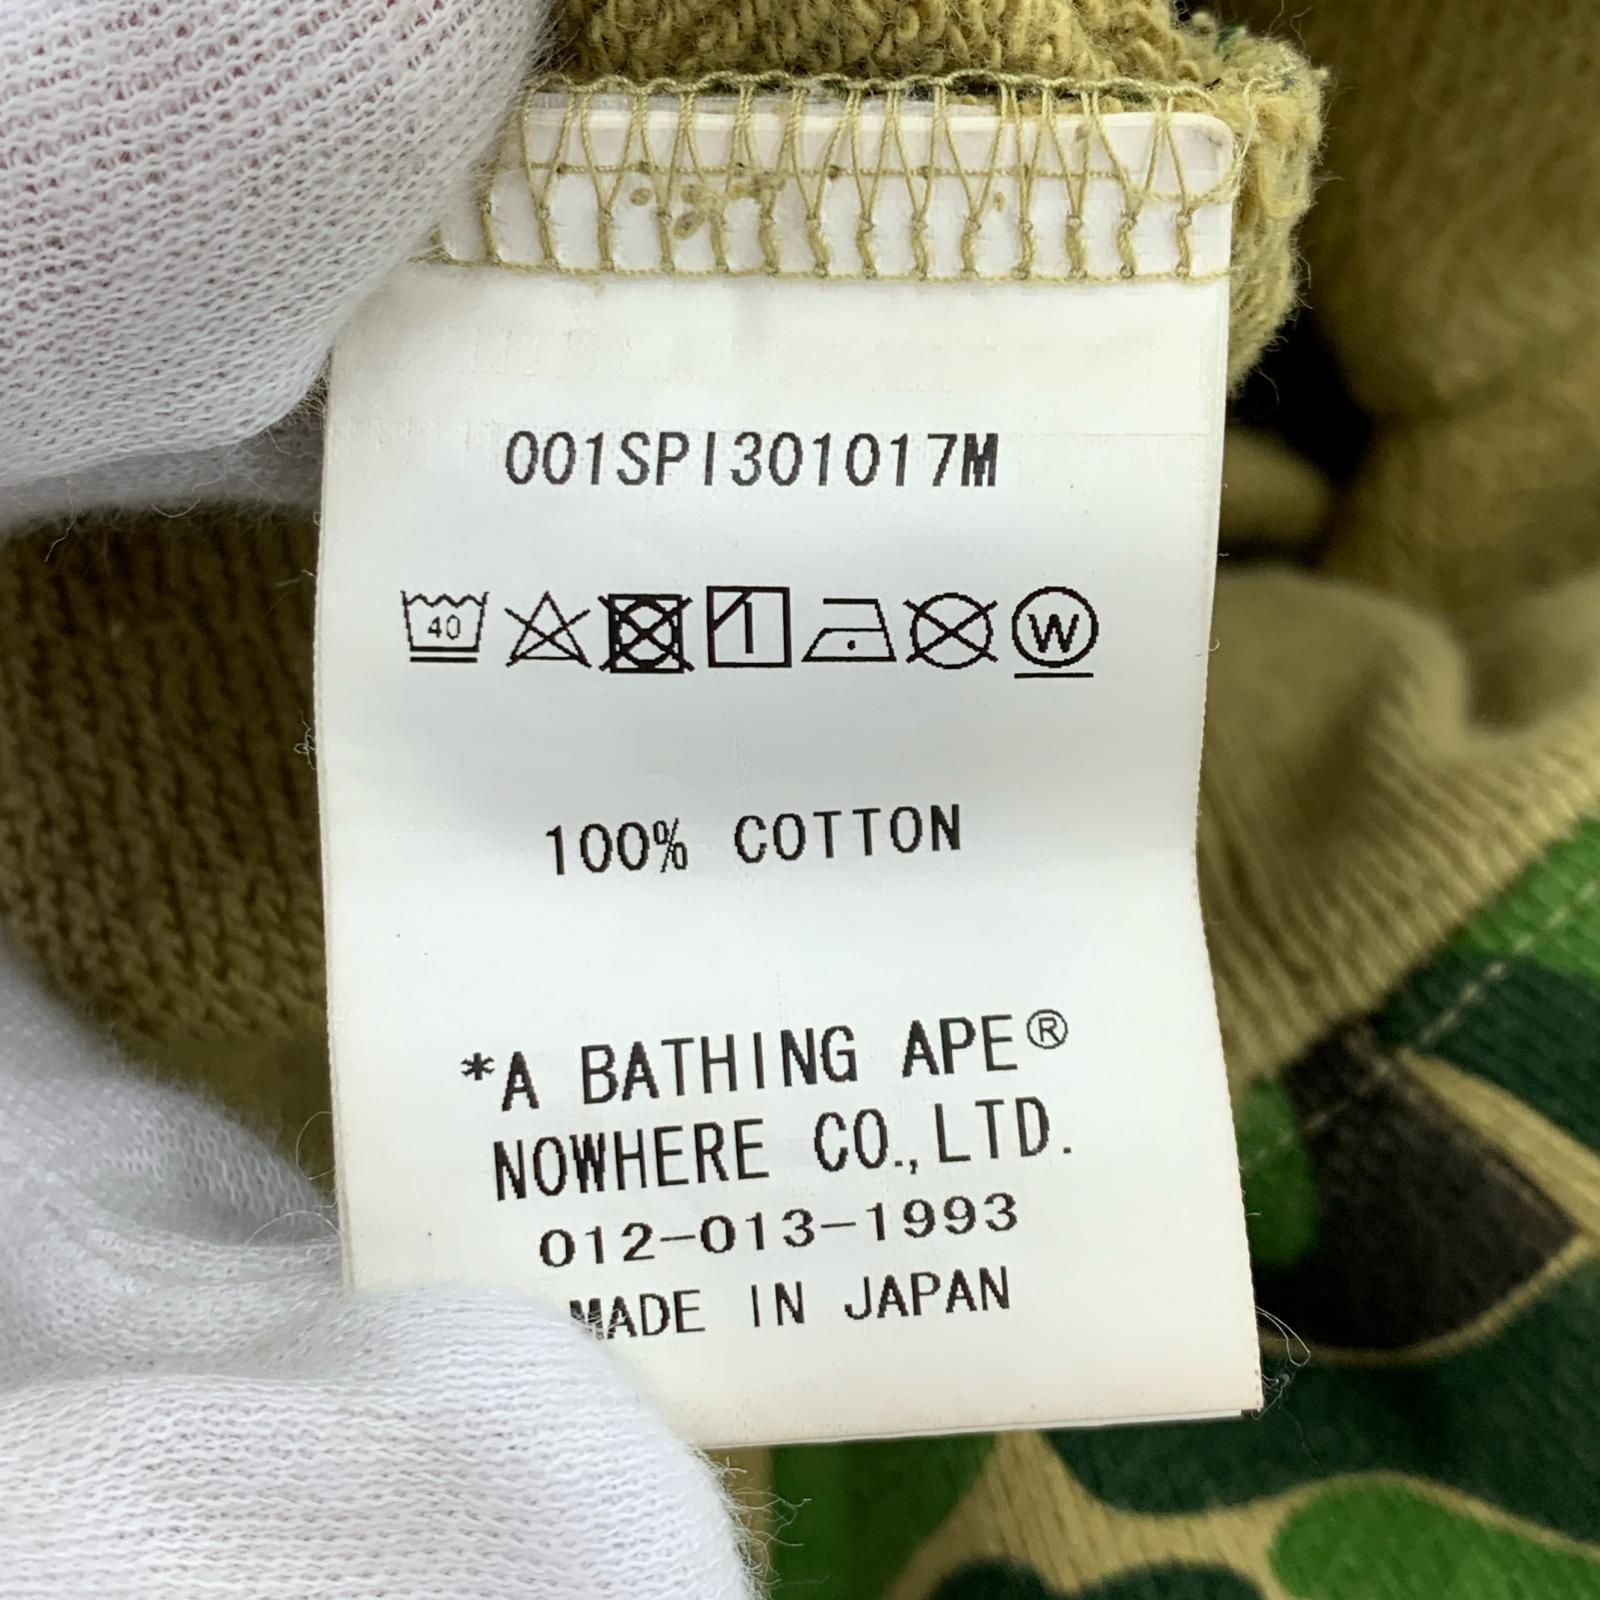 001SPI301017M
40 W
100% COTTON
*A BATHING APE®
NOWHERE CO.,LTD.
012-013-1993
MADE IN JAPAN